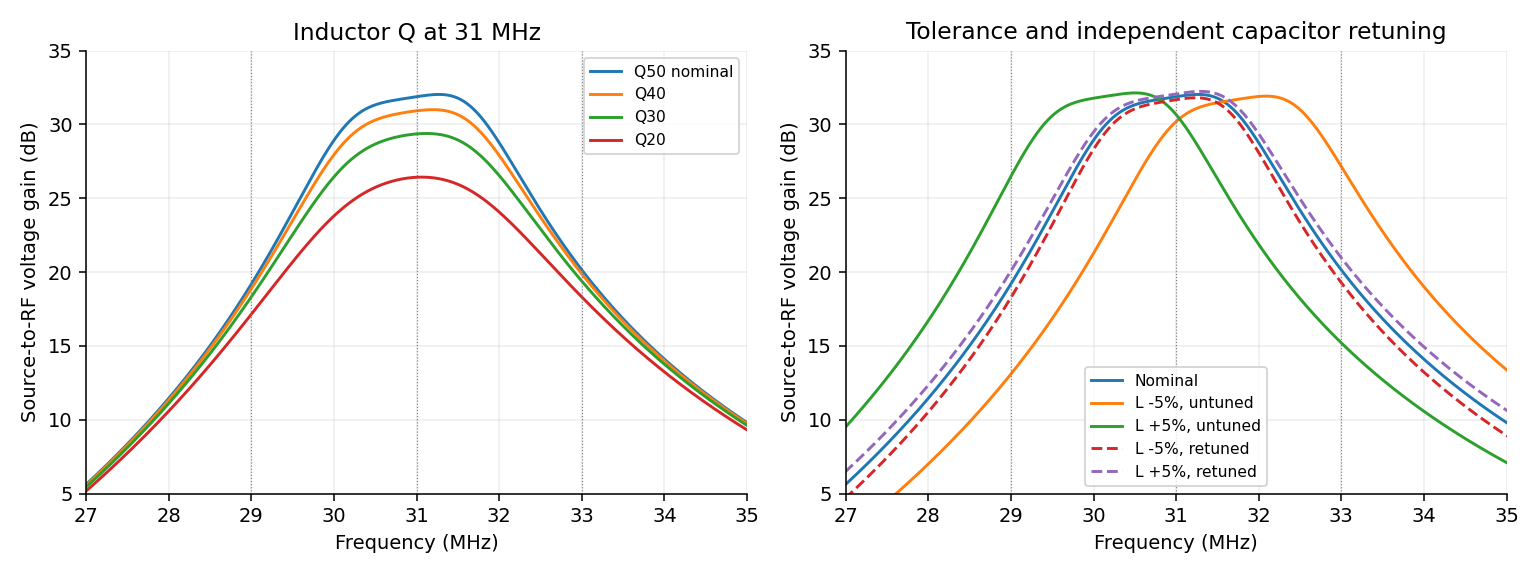 Inductor Q at 31 MHz
Source-to-RF voltage gain (dB)
35
30
25
20
15
10
5
Q50 nominal
Q40
Q30
Q20
27 28 29 30 31 32 33 34 35
Frequency (MHz)
Tolerance and independent capacitor retuning
Source-to-RF voltage gain (dB)
35
30
25
20
15
10
5
Nominal
L -5%, untuned
L +5%, untuned
L -5%, retuned
L +5%, retuned
27 28 29 30 31 32 33 34 35
Frequency (MHz)